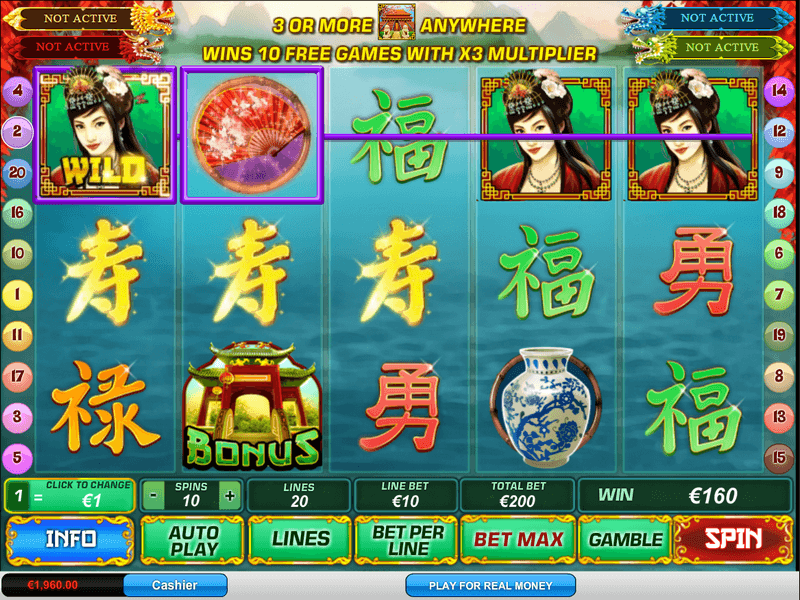 NOT ACTIVE
3 OR MORE ANYWHERE
NOT ACTIVE
NOT ACTIVE
WINS 10 FREE GAMES WITH X3 MULTIPLIER
NOT ACTIVE
4
14
2
WILD
福
12
20
9
16
18
10
寿
寿
寿
福
勇
6
1
7
11
19
17
禄
勇
福
8
3
13
5
BONUS
15
1 = CLICK TO CHANGE €1
- SPINS 10 +
LINES 20
LINE BET €10
TOTAL BET €200
WIN €160
INFO
AUTO PLAY
LINES
BET PER LINE
BET MAX
GAMBLE
SPIN
€1,960.00
Cashier
PLAY FOR REAL MONEY